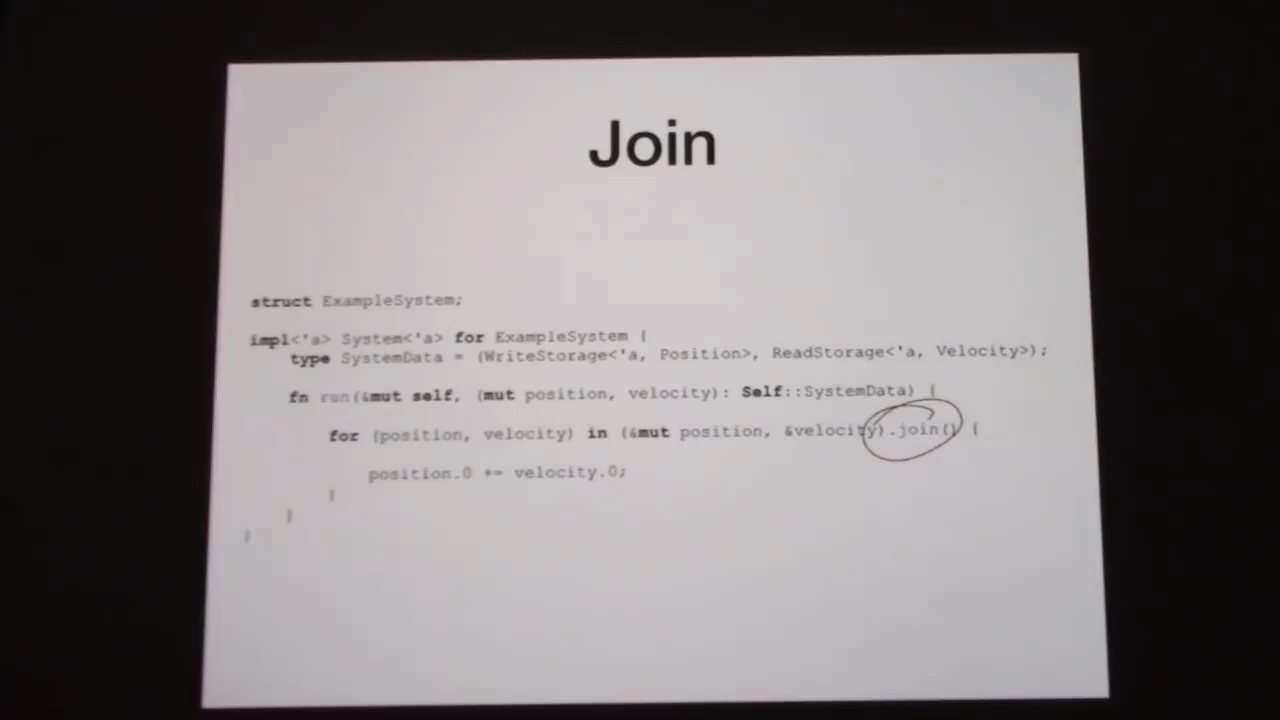 Join
struct ExampleSystem;
impl<'a> System<'a> for ExampleSystem {
type SystemData = (WriteStorage<'a, Position>, ReadStorage<'a, Velocity>);
fn run(&mut self, (mut position, velocity): Self::SystemData) {
for (position, velocity) in (&mut position, &velocity).join() {
position.0 += velocity.0;
}
}
}